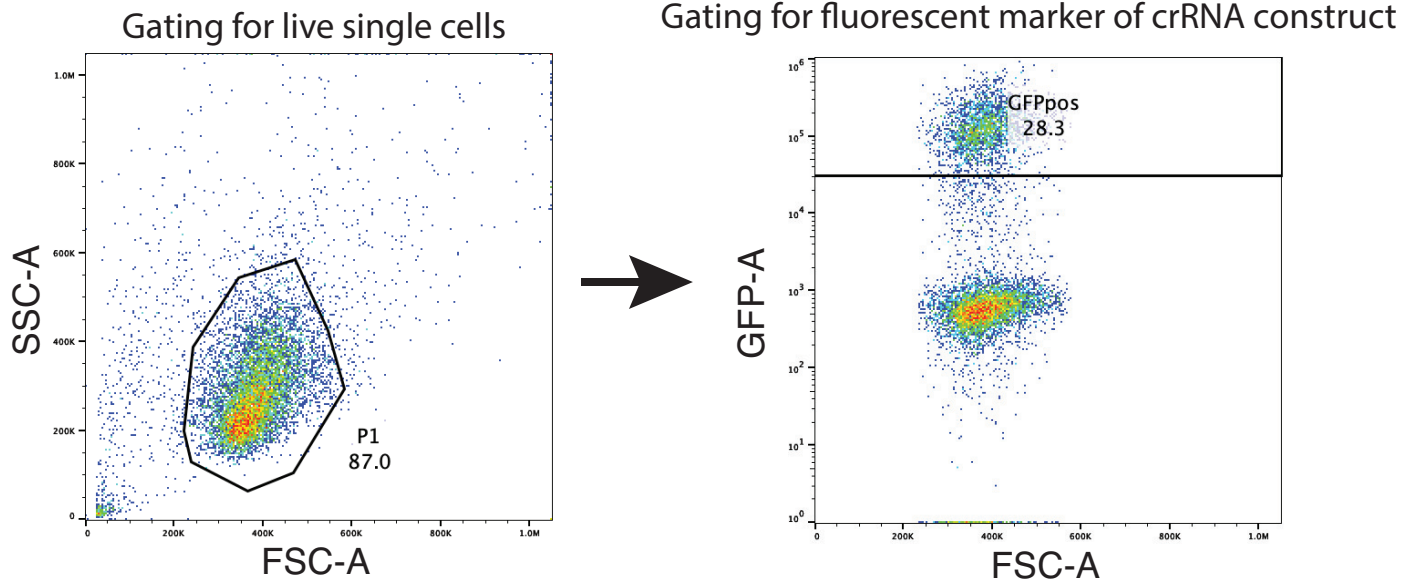 Gating for live single cells
SSC-A
1.0M
800K
600K
400K
200K
0
P1
87.0
0
200K
400K
600K
800K
1.0M
FSC-A
Gating for fluorescent marker of crRNA construct
GFP-A
10^6
10^5
10^4
10^3
10^2
10^1
10^0
GFPpos
28.3
0
200K
400K
600K
800K
1.0M
FSC-A